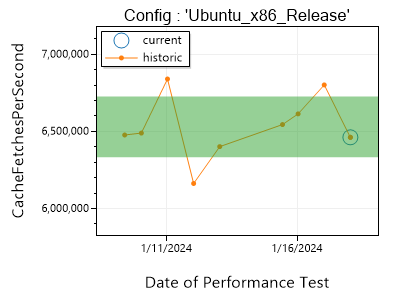 Config : 'Ubuntu_x86_Release'
current
historic
7,000,000
6,500,000
6,000,000
CacheFetchesPerSecond
1/11/2024
1/16/2024
Date of Performance Test